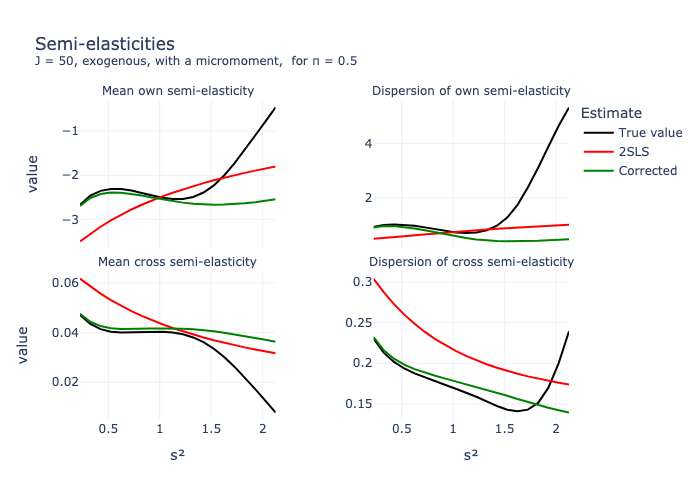 Semi-elasticities
J = 50, exogenous, with a micromoment,  for π = 0.5
Mean own semi-elasticity
Dispersion of own semi-elasticity
Estimate
True value
2SLS
Corrected
value
−1
−2
−3
4
2
Mean cross semi-elasticity
Dispersion of cross semi-elasticity
value
0.06
0.04
0.02
0.3
0.25
0.2
0.15
0.5
1
1.5
2
0.5
1
1.5
2
s²
s²